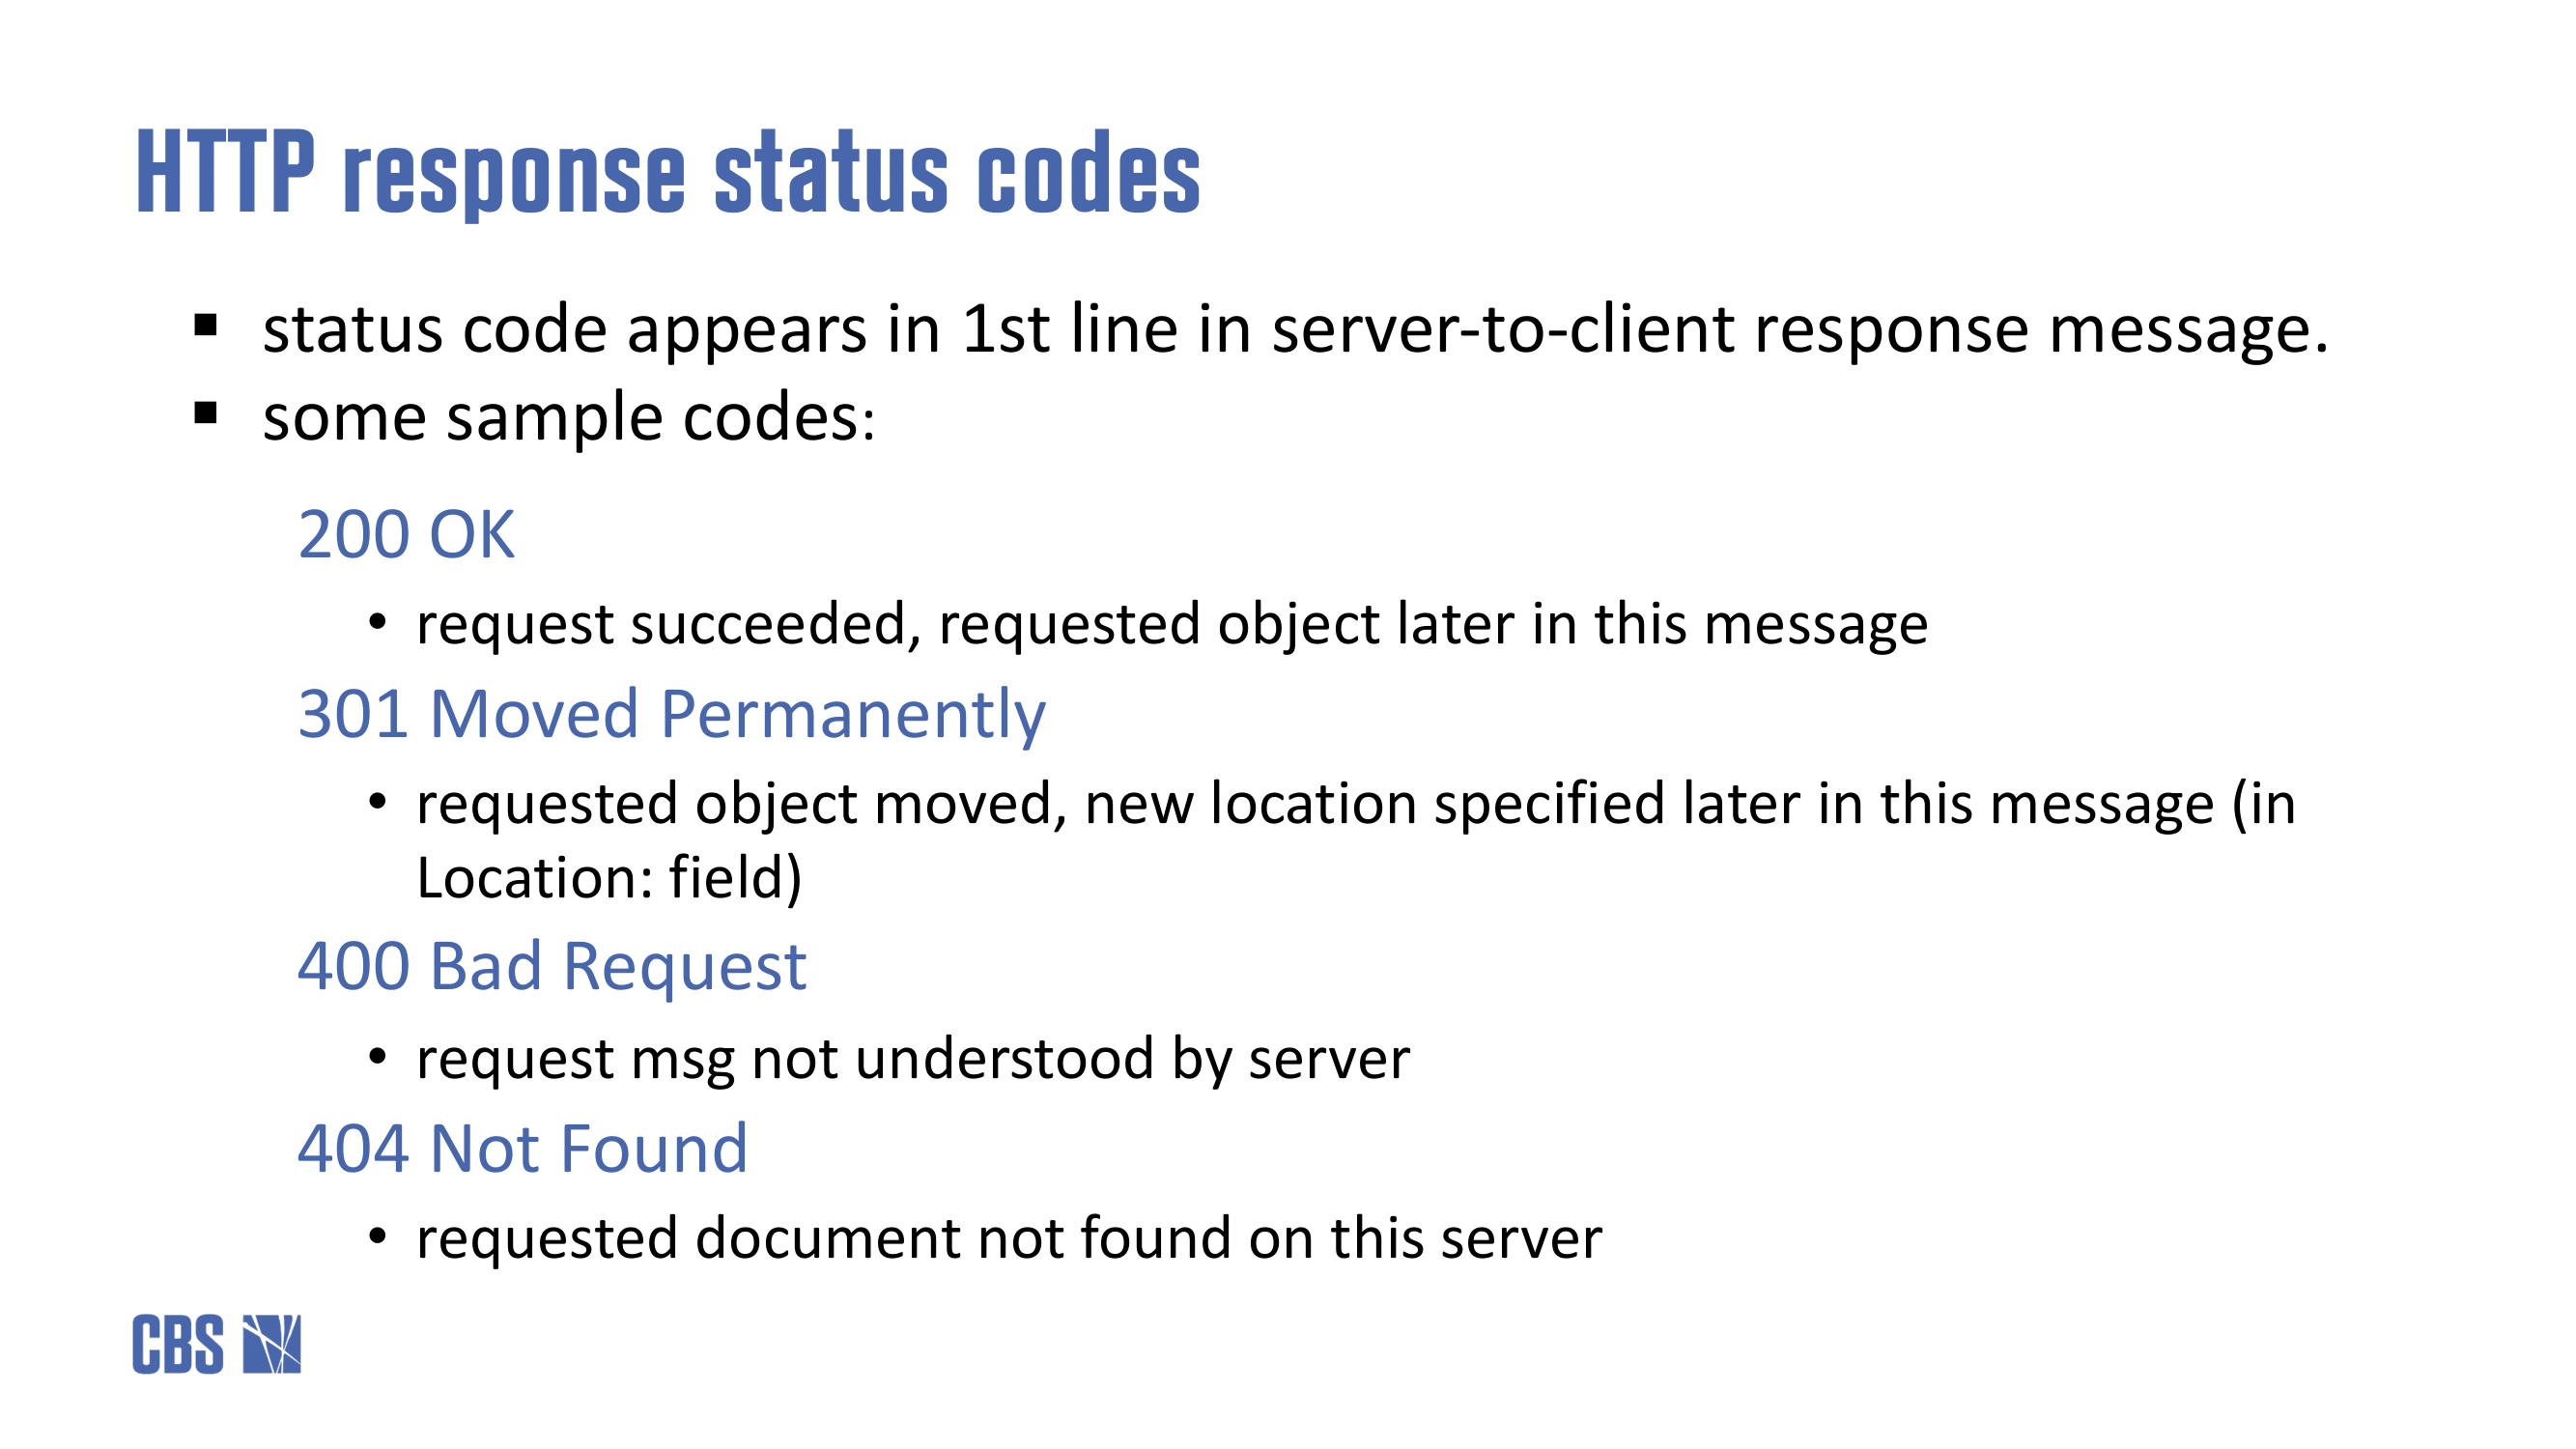 HTTP response status codes
▪ status code appears in 1st line in server-to-client response message.
▪ some sample codes:
200 OK
• request succeeded, requested object later in this message
301 Moved Permanently
• requested object moved, new location specified later in this message (in
Location: field)
400 Bad Request
• request msg not understood by server
404 Not Found
• requested document not found on this server
CBS